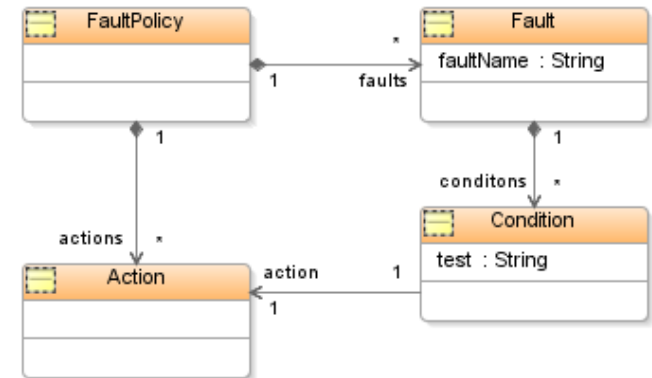 FaultPolicy
Fault
*
faultName : String
1
faults
1
1
conditons
*
Condition
actions
*
test : String
Action
action
1
1